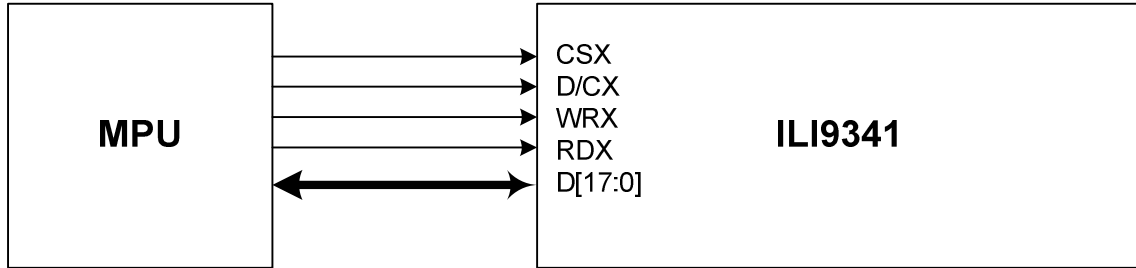 MPU
CSX
D/CX
WRX
RDX
D[17:0]
ILI9341